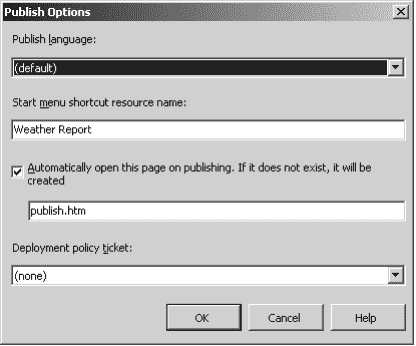 Publish Options
Publish language:
(default)
Start menu shortcut resource name:
Weather Report
Automatically open this page on publishing. If it does not exist, it will be
created
publish.htm
Deployment policy ticket:
(none)
OK
Cancel
Help